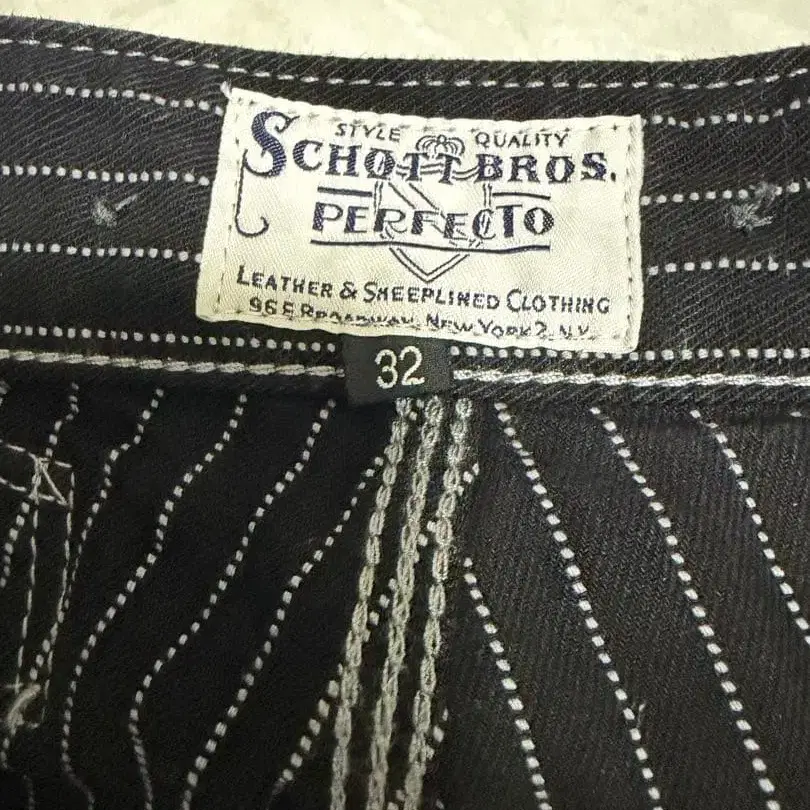 STYLE QUALITY
SCHOTT BROS.
PERFECTO
LEATHER & SHEEPLINED CLOTHING
96 E BROADWAY, NEW YORK 2, N.Y.
32